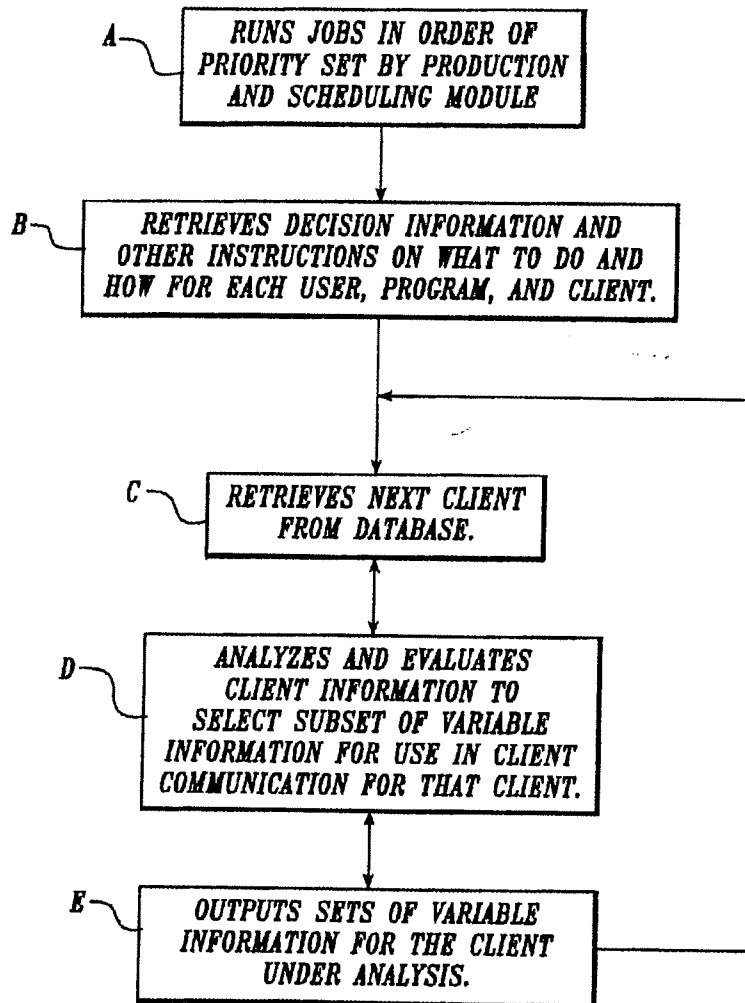 A
RUNS JOBS IN ORDER OF
PRIORITY SET BY PRODUCTION
AND SCHEDULING MODULE
B
RETRIEVES DECISION INFORMATION AND
OTHER INSTRUCTIONS ON WHAT TO DO AND
HOW FOR EACH USER, PROGRAM, AND CLIENT.
C
RETRIEVES NEXT CLIENT
FROM DATABASE.
D
ANALYZES AND EVALUATES
CLIENT INFORMATION TO
SELECT SUBSET OF VARIABLE
INFORMATION FOR USE IN CLIENT
COMMUNICATION FOR THAT CLIENT.
E
OUTPUTS SETS OF VARIABLE
INFORMATION FOR THE CLIENT
UNDER ANALYSIS.